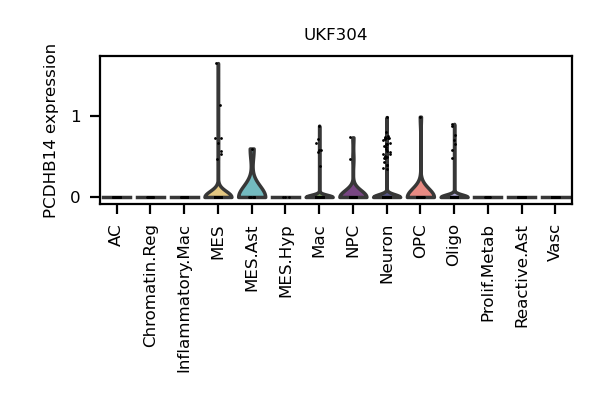 UKF304
PCDHB14 expression
1
0
AC
Chromatin.Reg
Inflammatory.Mac
MES
MES.Ast
MES.Hyp
Mac
NPC
Neuron
OPC
Oligo
Prolif.Metab
Reactive.Ast
Vasc